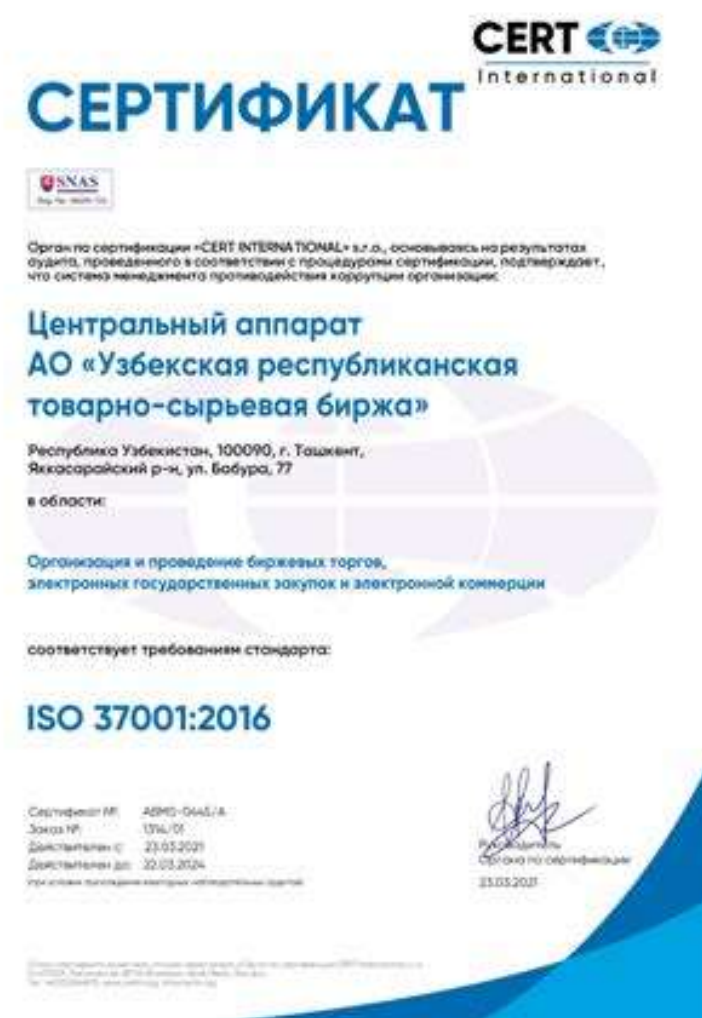 CERT
International
СЕРТИФИКАТ
SNAS
Орган по сертификации «CERT INTERNATIONAL» s.r.o., основываясь на результатах
аудита, проведенного в соответствии с процедурами сертификации, подтверждает,
что система менеджмента противодействия коррупции организации:
Центральный аппарат
АО «Узбекская республиканская
товарно-сырьевая биржа»
Республика Узбекистан, 100090, г. Ташкент,
Яккасарайский р-н, ул. Бабура, 77
в области:
Организация и проведение биржевых торгов,
электронных государственных закупок и электронной коммерции
соответствует требованиям стандарта:
ISO 37001:2016
Сертификат №: ABMS-0445/A
Заказ №: 1314/01
Действителен с: 23.03.2021
Действителен до: 22.03.2024
Руководитель
Органа по сертификации
23.03.2021